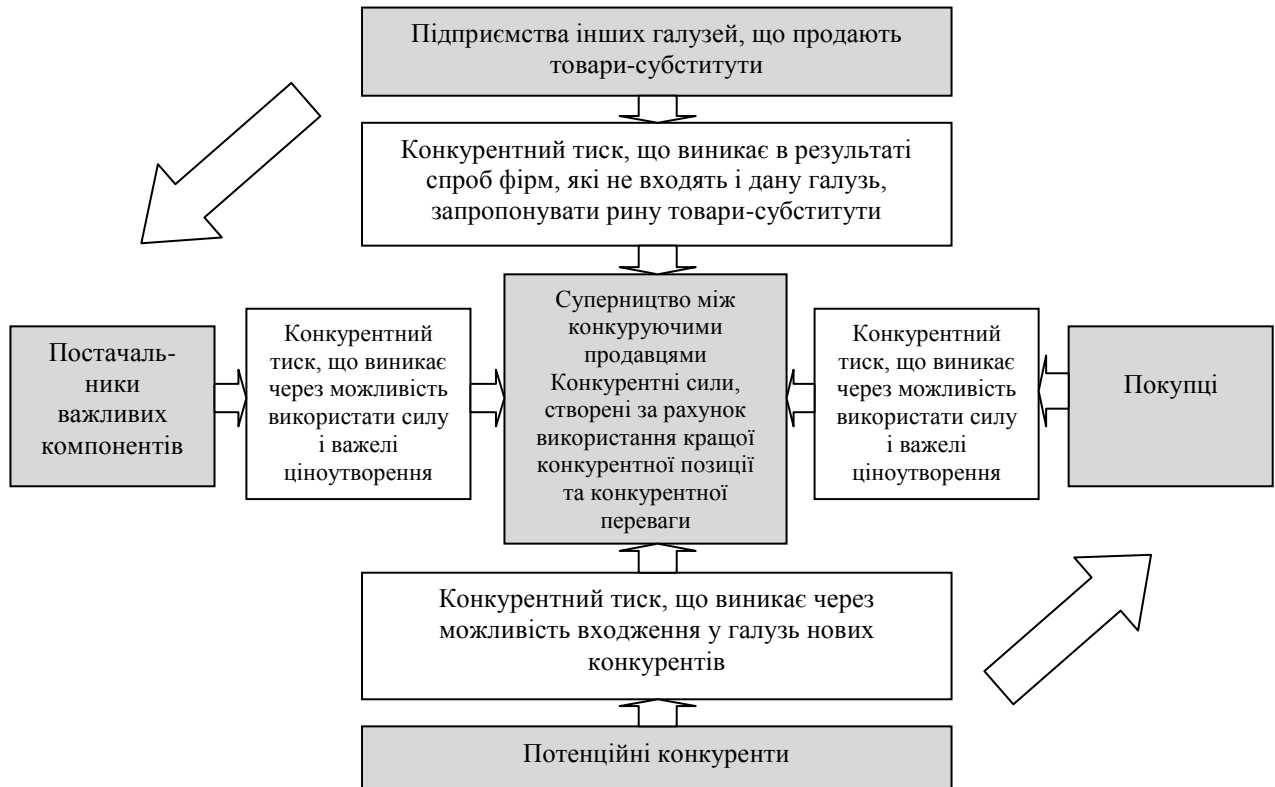 Підприємства інших галузей, що продають
товари-субститути
Конкурентний тиск, що виникає в результаті
спроб фірм, які не входять і дану галузь,
запропонувати рину товари-субститути
Постачаль-
ники
важливих
компонентів
Конкурентний
тиск, що виникає
через можливість
використати силу
і важелі
ціноутворення
Суперництво між
конкуруючими
продавцями
Конкурентні сили,
створені за рахунок
використання кращої
конкурентної позиції
та конкурентної
переваги
Конкурентний
тиск, що виникає
через можливість
використати силу
і важелі
ціноутворення
Покупці
Конкурентний тиск, що виникає через
можливість входження у галузь нових
конкурентів
Потенційні конкуренти